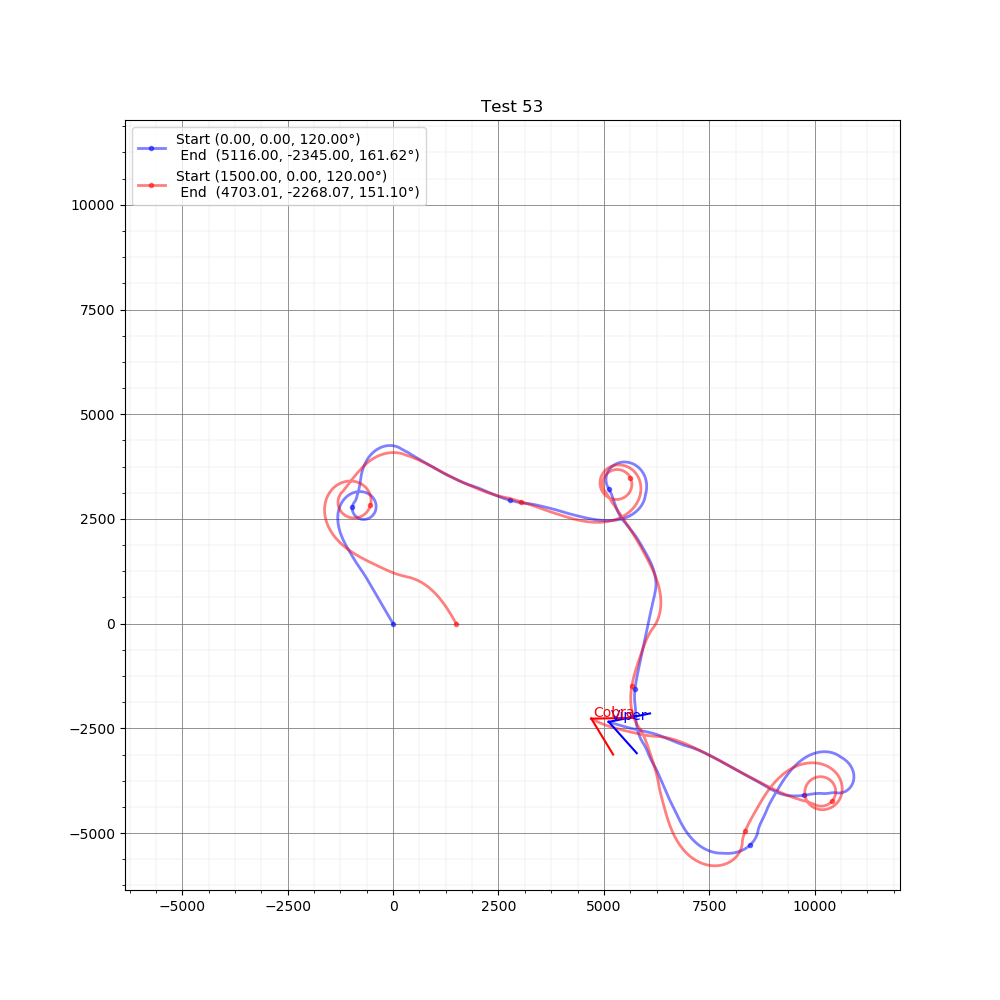 Test 53
Start (0.00, 0.00, 120.00°)
End (5116.00, -2345.00, 161.62°)
Start (1500.00, 0.00, 120.00°)
End (4703.01, -2268.07, 151.10°)
10000
7500
5000
2500
0
−2500
−5000
Cobra
Viper
−5000
−2500
0
2500
5000
7500
10000